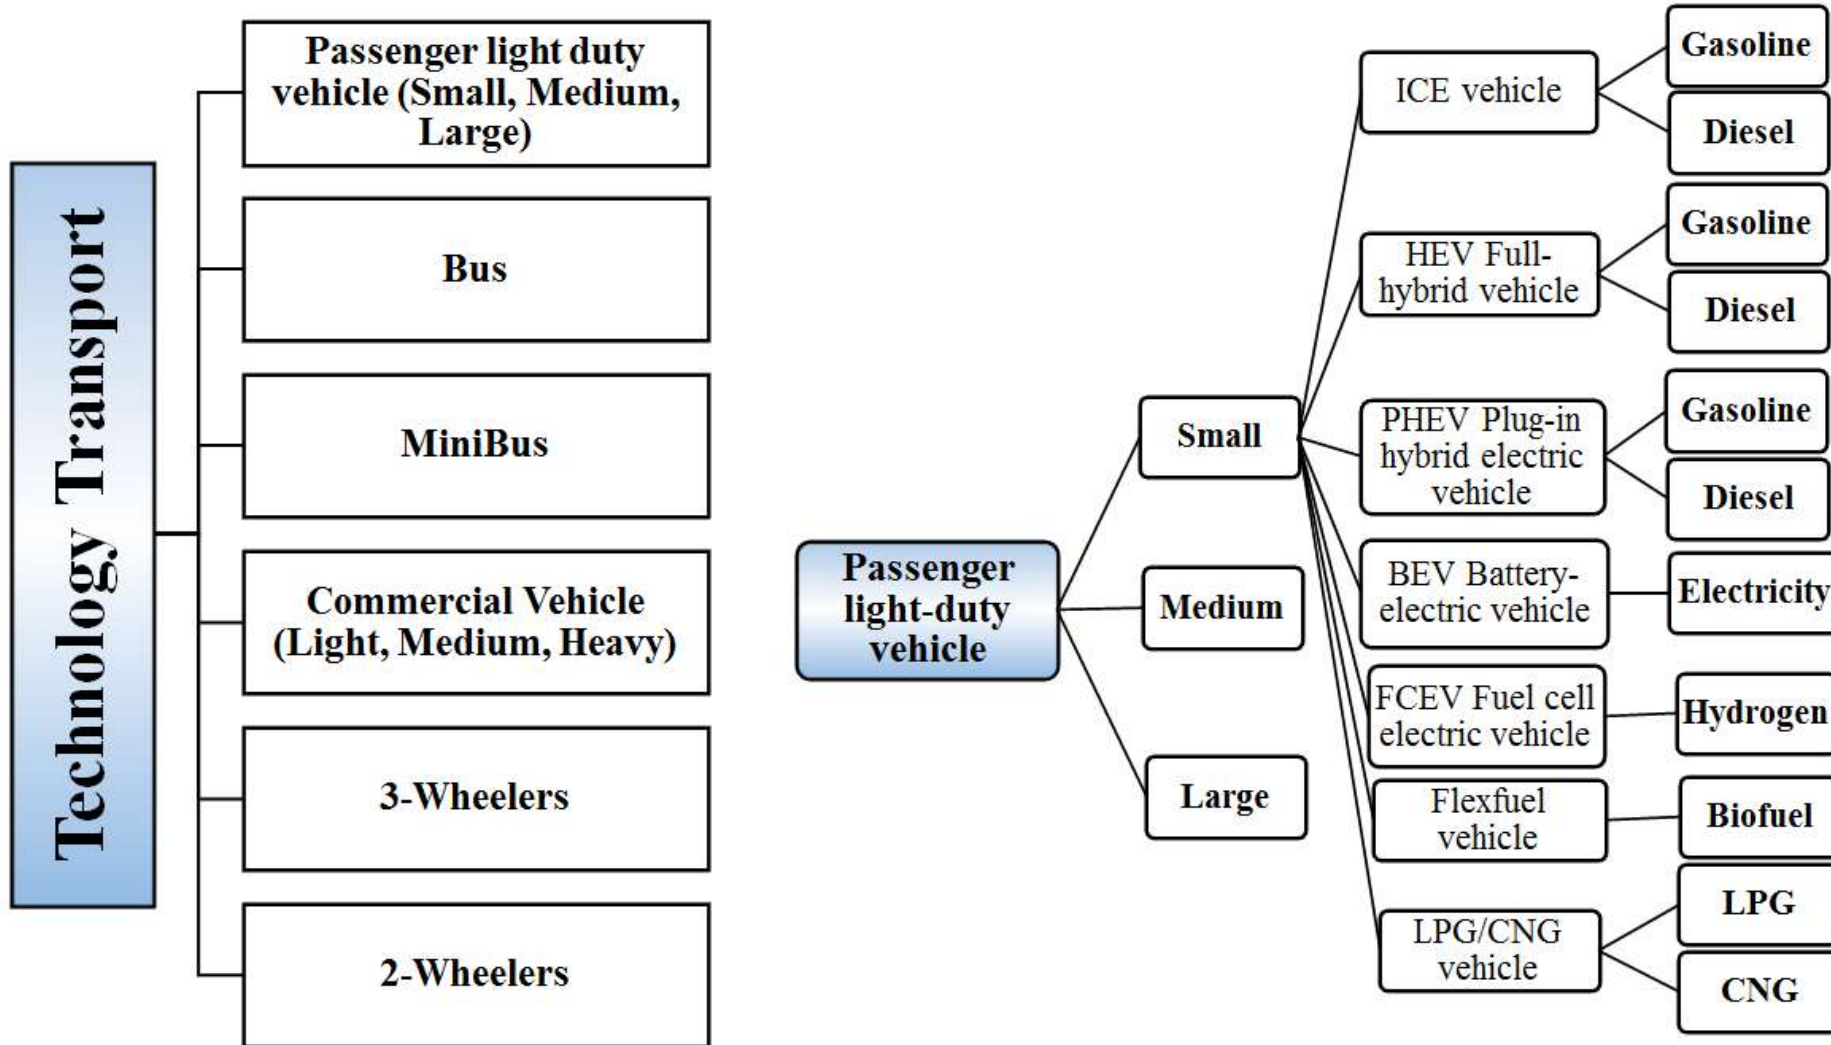 Technology Transport
Passenger light duty
vehicle (Small, Medium,
Large)
Bus
MiniBus
Commercial Vehicle
(Light, Medium, Heavy)
3-Wheelers
2-Wheelers
Passenger
light-duty
vehicle
Small
Medium
Large
ICE vehicle
Gasoline
Diesel
HEV Full-
hybrid vehicle
Gasoline
Diesel
PHEV Plug-in
hybrid electric
vehicle
Gasoline
Diesel
BEV Battery-
electric vehicle
Electricity
FCEV Fuel cell
electric vehicle
Hydrogen
Flexfuel
vehicle
Biofuel
LPG/CNG
vehicle
LPG
CNG